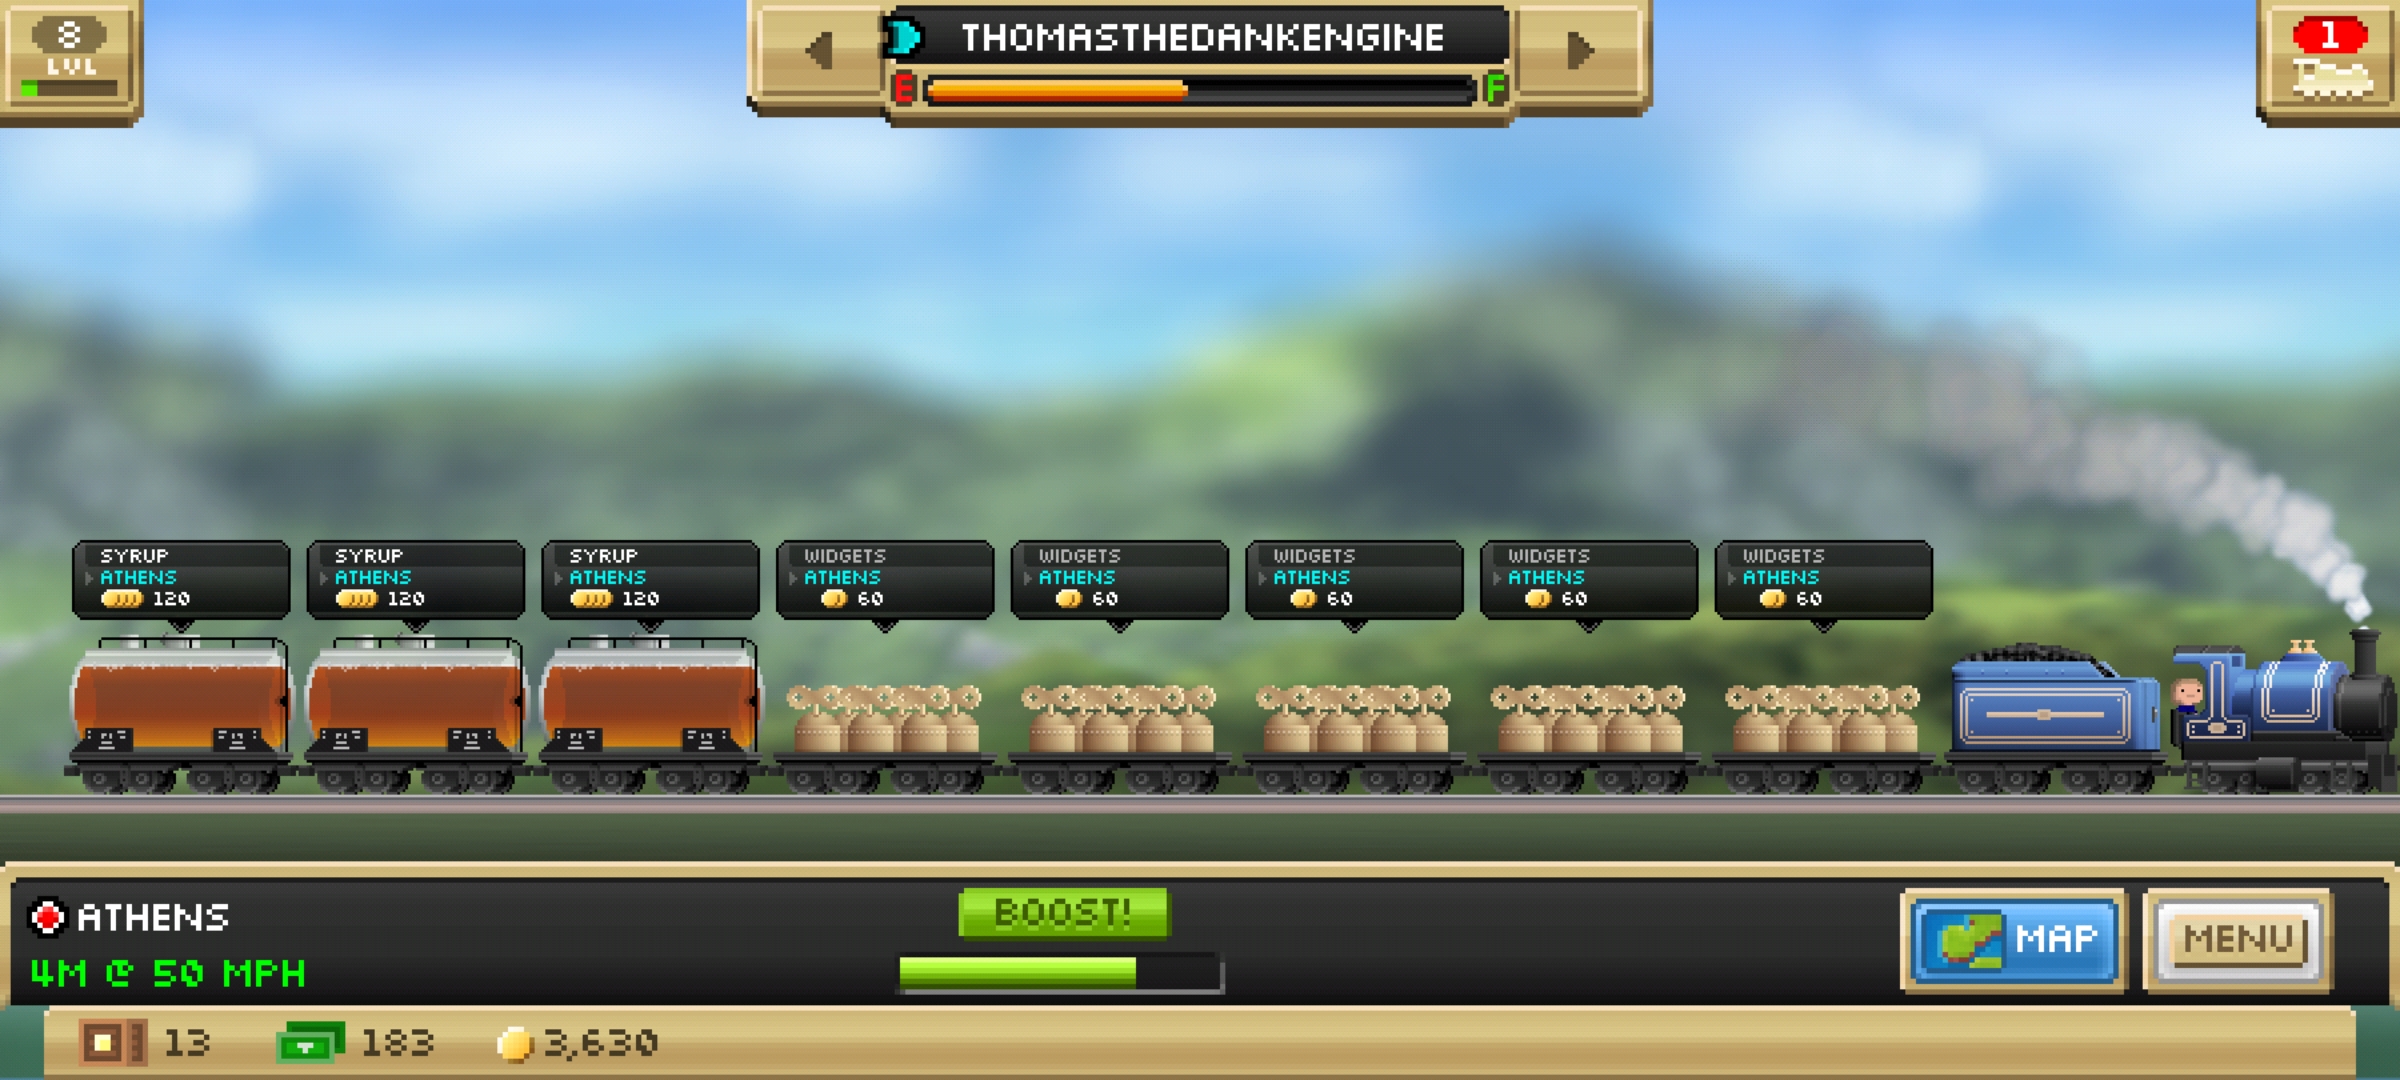 8
LVL
THOMASTHEDANKENGINE
E F
1
SYRUP
ATHENS
120
SYRUP
ATHENS
120
SYRUP
ATHENS
120
WIDGETS
ATHENS
60
WIDGETS
ATHENS
60
WIDGETS
ATHENS
60
WIDGETS
ATHENS
60
WIDGETS
ATHENS
60
ATHENS
4M @ 50 MPH
BOOST!
MAP
MENU
13
183
3,630